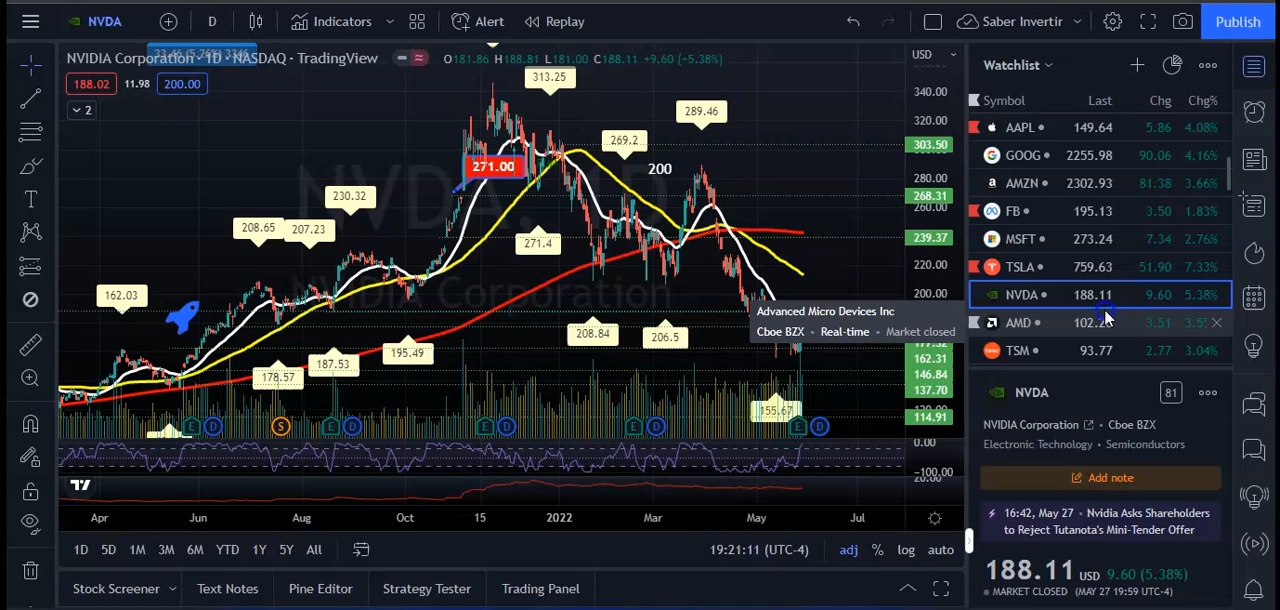 NVDA D Indicators Alert Replay Saber Invertir Publish
NVIDIA Corporation · 1D · NASDAQ · TradingView O181.86 H188.81 L181.00 C188.11 +9.60 (+5.38%) USD
188.02 11.98 200.00
2
340.00
320.00
303.50
280.00
268.31
260.00
239.37
220.00
200.00
177.32
162.31
146.84
137.70
114.91
0.00
−100.00
20.00
313.25
289.46
269.2
200
271.00
230.32
208.65
207.23
271.4
162.03
208.84
206.5
195.49
187.53
178.57
155.67
E D S E D E D E D E D
Apr Jun Aug Oct 15 2022 Mar May Jul
1D 5D 1M 3M 6M YTD 1Y 5Y All 19:21:11 (UTC-4) adj % log auto
Stock Screener Text Notes Pine Editor Strategy Tester Trading Panel
Advanced Micro Devices Inc
Cboe BZX • Real-time • Market closed
Watchlist
Symbol Last Chg Chg%
AAPL 149.64 5.86 4.08%
GOOG 2255.98 90.06 4.16%
AMZN 2302.93 81.38 3.66%
FB 195.13 3.50 1.83%
MSFT 273.24 7.34 2.76%
TSLA 759.63 51.90 7.33%
NVDA 188.11 9.60 5.38%
AMD 3.51
TSM 93.77 2.77 3.04%
NVDA 81
NVIDIA Corporation • Cboe BZX
Electronic Technology • Semiconductors
Add note
16:42, May 27 • Nvidia Asks Shareholders
to Reject Tutanota's Mini-Tender Offer
188.11 USD 9.60 (5.38%)
MARKET CLOSED (MAY 27 19:59 UTC-4)